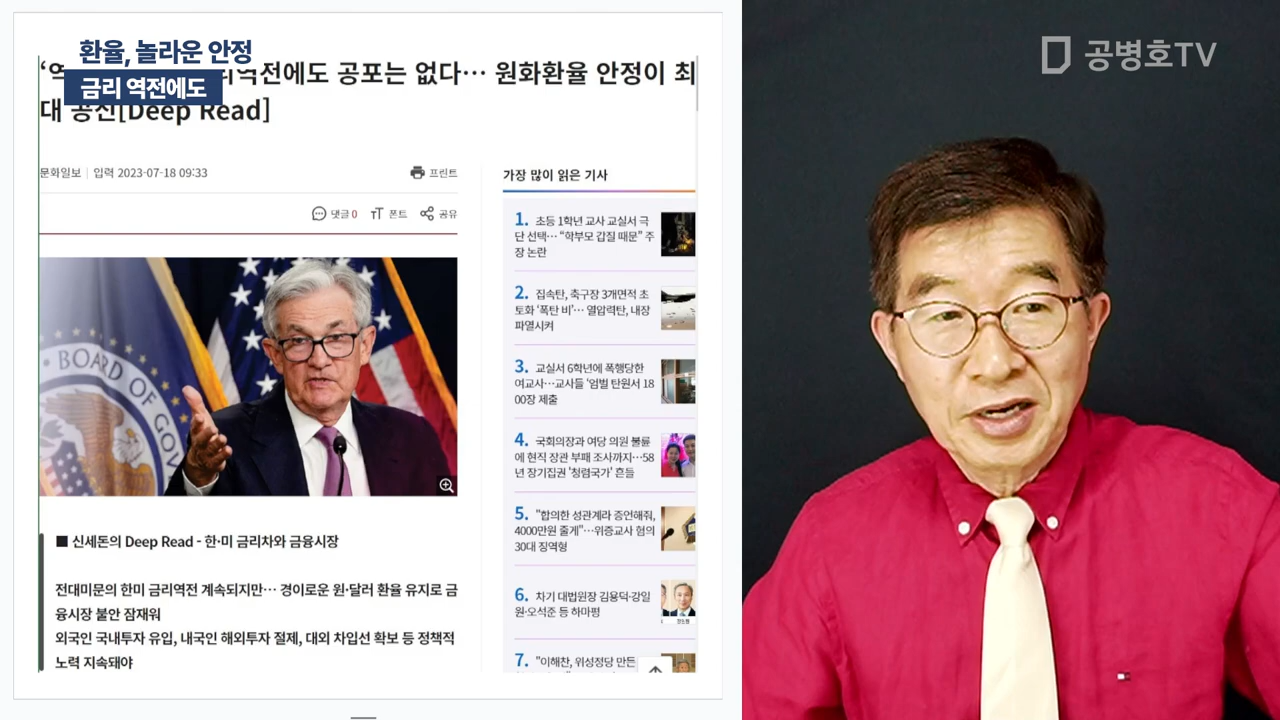 환율, 놀라운 안정
금리 역전에도
리역전에도 공포는 없다… 원화환율 안정이 최
대 공신[Deep Read]
문화일보 | 입력 2023-07-18 09:33
프린트
댓글 0 폰트 공유
BOARD OF GOV
■ 신세돈의 Deep Read - 한·미 금리차와 금융시장
전대미문의 한미 금리역전 계속되지만… 경이로운 원·달러 환율 유지로 금
융시장 불안 잠재워
외국인 국내투자 유입, 내국인 해외투자 절제, 대외 차입선 확보 등 정책적
노력 지속돼야
가장 많이 읽은 기사
1. 초등 1학년 교사 교실서 극
단 선택… “학부모 갑질 때문” 주
장 논란
2. 집속탄, 축구장 3개면적 초
토화 ‘폭탄 비’… 열압력탄, 내장
파열시켜
3. 교실서 6학년에 폭행당한
여교사…교사들 ‘엄벌 탄원서 18
00장 제출
4. 국회의장과 여당 의원 불륜
에 현직 장관 부패 조사까지…58
년 장기집권 ‘청렴국가’ 흔들
5. "합의한 성관계라 증언해줘,
4000만원 줄게"…위증교사 혐의
30대 징역형
6. 차기 대법원장 김용덕·강일
원·오석준 등 하마평
7. "이해찬, 위성정당 만든
공병호TV